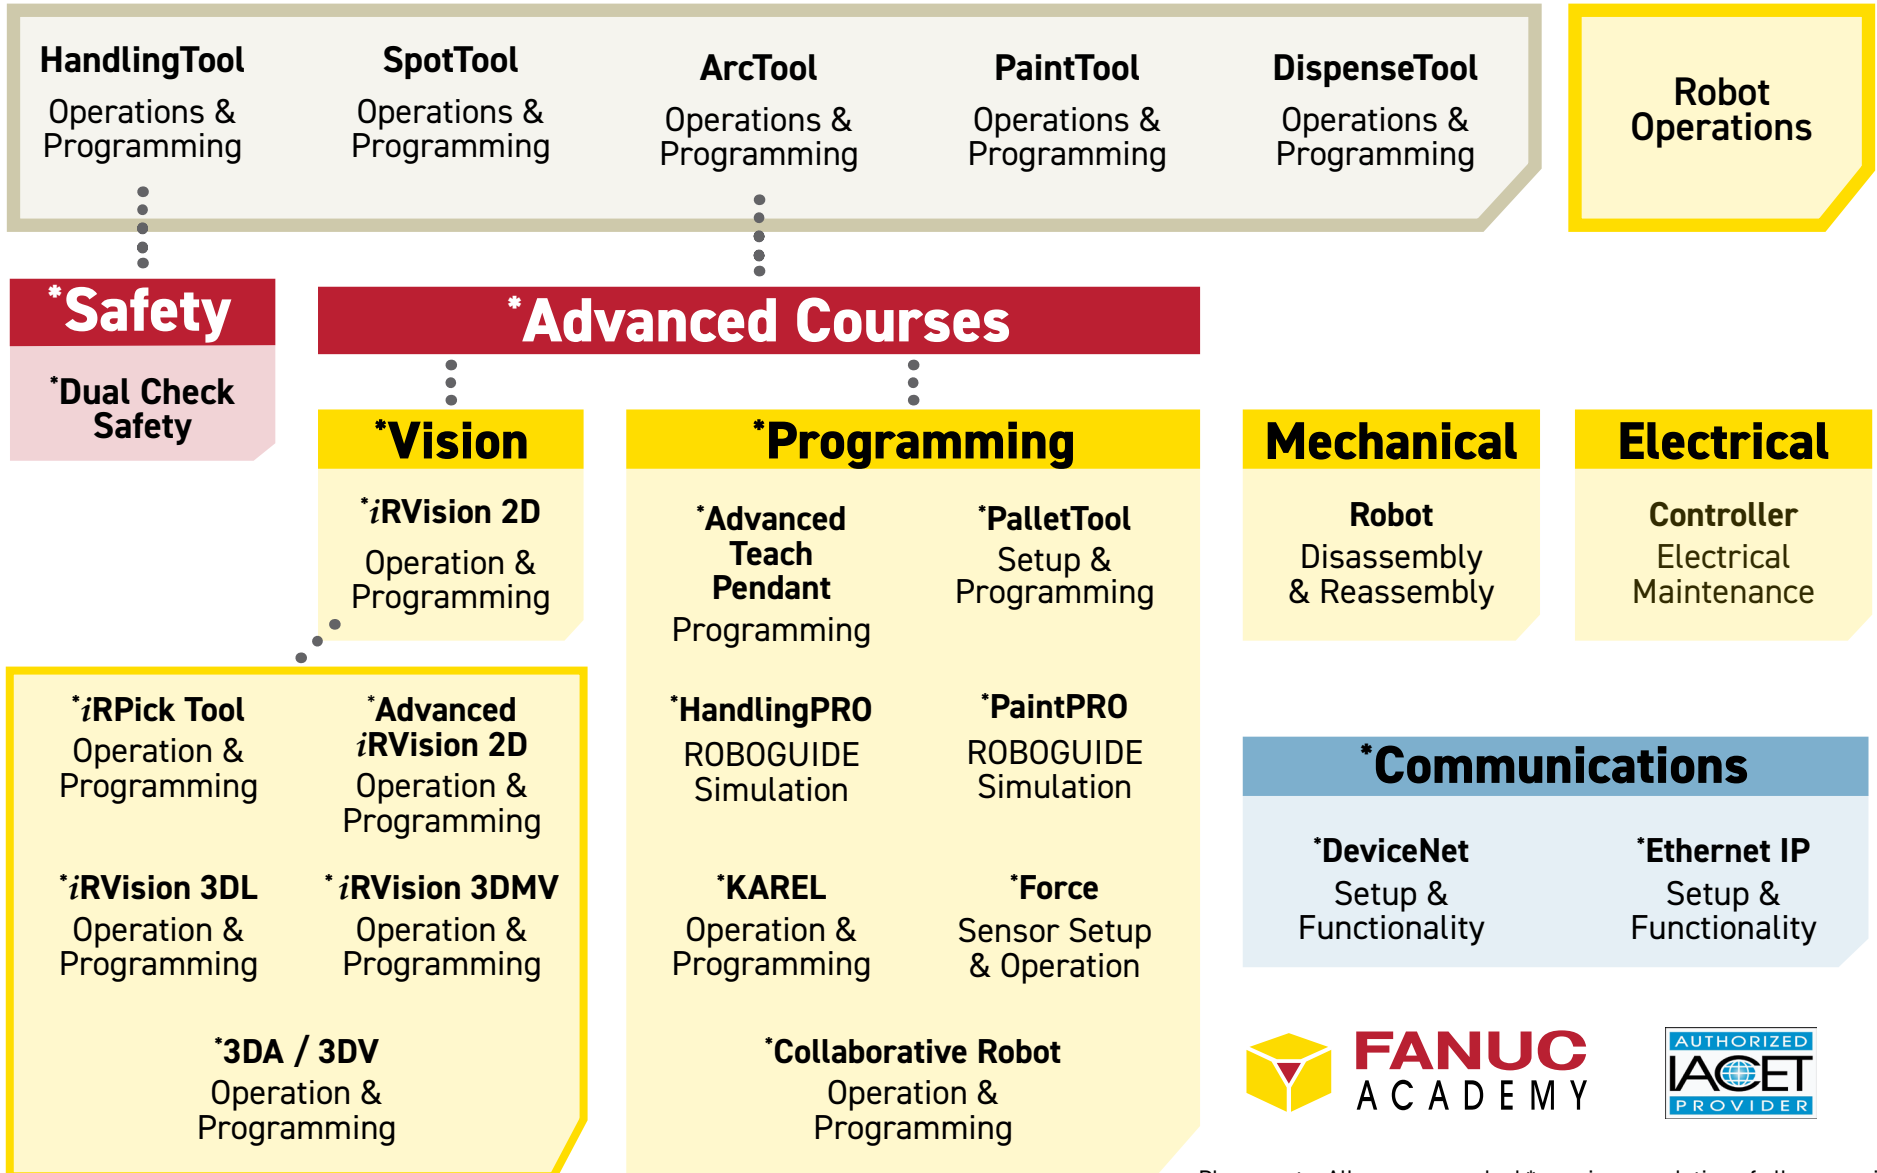 HandlingTool
Operations &
Programming
SpotTool
Operations &
Programming
ArcTool
Operations &
Programming
PaintTool
Operations &
Programming
DispenseTool
Operations &
Programming
Robot
Operations
*Safety
*Dual Check
Safety
*Advanced Courses
*Vision
*iRVision 2D
Operation &
Programming
*iRPick Tool
Operation &
Programming
*Advanced
iRVision 2D
Operation &
Programming
*iRVision 3DL
Operation &
Programming
*iRVision 3DMV
Operation &
Programming
*3DA / 3DV
Operation &
Programming
*Programming
*Advanced
Teach
Pendant
Programming
*PalletTool
Setup &
Programming
*HandlingPRO
ROBOGUIDE
Simulation
*PaintPRO
ROBOGUIDE
Simulation
*KAREL
Operation &
Programming
*Force
Sensor Setup
& Operation
*Collaborative Robot
Operation &
Programming
Mechanical
Robot
Disassembly
& Reassembly
Electrical
Controller
Electrical
Maintenance
*Communications
*DeviceNet
Setup &
Functionality
*Ethernet IP
Setup &
Functionality
FANUC
ACADEMY
AUTHORIZED
IACET
PROVIDER